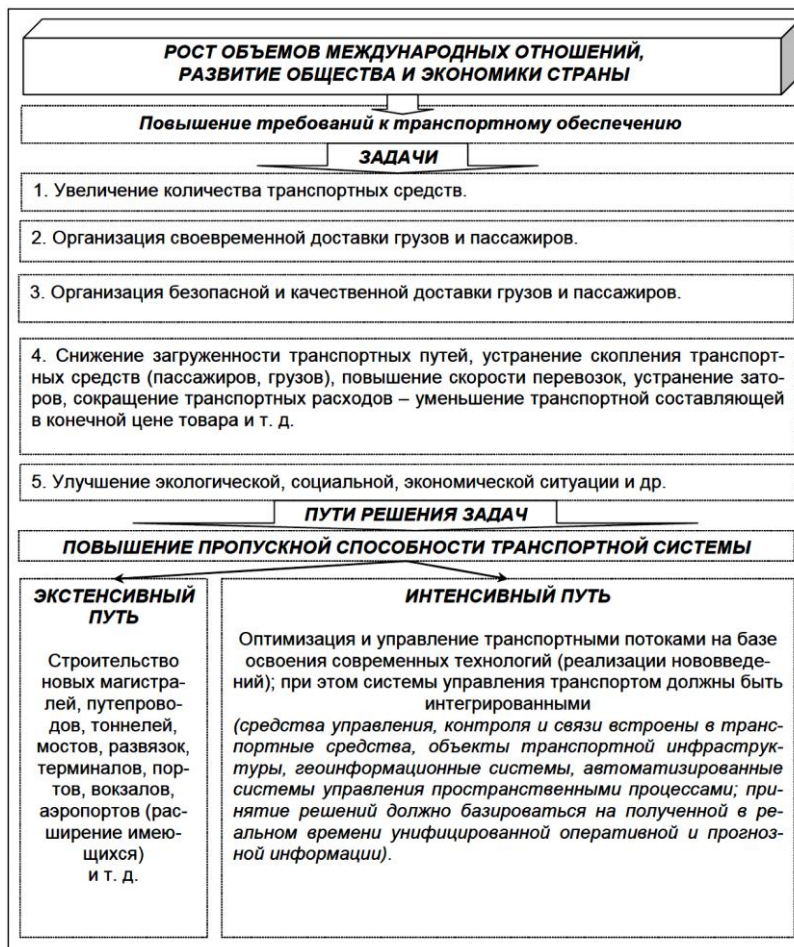 РОСТ ОБЪЕМОВ МЕЖДУНАРОДНЫХ ОТНОШЕНИЙ,
РАЗВИТИЕ ОБЩЕСТВА И ЭКОНОМИКИ СТРАНЫ
Повышение требований к транспортному обеспечению
ЗАДАЧИ
1. Увеличение количества транспортных средств.
2. Организация своевременной доставки грузов и пассажиров.
3. Организация безопасной и качественной доставки грузов и пассажиров.
4. Снижение загруженности транспортных путей, устранение скопления транспорт-
ных средств (пассажиров, грузов), повышение скорости перевозок, устранение зато-
ров, сокращение транспортных расходов – уменьшение транспортной составляющей
в конечной цене товара и т. д.
5. Улучшение экологической, социальной, экономической ситуации и др.
ПУТИ РЕШЕНИЯ ЗАДАЧ
ПОВЫШЕНИЕ ПРОПУСКНОЙ СПОСОБНОСТИ ТРАНСПОРТНОЙ СИСТЕМЫ
ЭКСТЕНСИВНЫЙ
ПУТЬ
Строительство
новых магистра-
лей, путепрово-
дов, тоннелей,
мостов, развязок,
терминалов, пор-
тов, вокзалов,
аэропортов (рас-
ширение имею-
щихся)
и т. д.
ИНТЕНСИВНЫЙ ПУТЬ
Оптимизация и управление транспортными потоками на базе
освоения современных технологий (реализации нововведе-
ний); при этом системы управления транспортом должны быть
интегрированными
(средства управления, контроля и связи встроены в транс-
портные средства, объекты транспортной инфраструк-
туры, геоинформационные системы, автоматизированные
системы управления пространственными процессами; при-
нятие решений должно базироваться на полученной в ре-
альном времени унифицированной оперативной и прогноз-
ной информации).